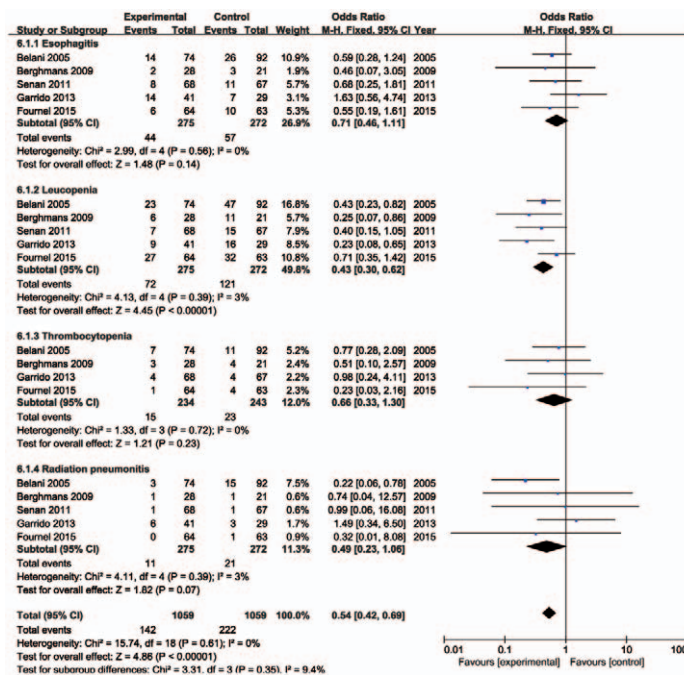 Experimental Control Odds Ratio Odds Ratio
Study or Subgroup Events Total Events Total Weight M-H. Fixed. 95% CI Year M-H. Fixed. 95% CI
6.1.1 Esophagitis
Belani 2005 14 74 26 92 10.9% 0.59 [0.28, 1.24] 2005
Berghmans 2009 2 28 3 21 1.9% 0.46 [0.07, 3.05] 2009
Senan 2011 8 68 11 67 5.8% 0.68 [0.25, 1.81] 2011
Garrido 2013 14 41 7 29 3.2% 1.63 [0.56, 4.74] 2013
Fournel 2015 6 64 10 63 5.3% 0.55 [0.19, 1.61] 2015
Subtotal (95% CI) 275 272 26.9% 0.71 [0.46, 1.11]
Total events 44 57
Heterogeneity: Chi² = 2.99, df = 4 (P = 0.56); I² = 0%
Test for overall effect: Z = 1.48 (P = 0.14)
6.1.2 Leucopenia
Belani 2005 23 74 47 92 16.8% 0.43 [0.23, 0.82] 2005
Berghmans 2009 6 28 11 21 5.8% 0.25 [0.07, 0.86] 2009
Senan 2011 7 68 15 67 8.0% 0.40 [0.15, 1.05] 2011
Garrido 2013 9 41 16 29 8.6% 0.23 [0.08, 0.65] 2013
Fournel 2015 27 64 32 63 10.8% 0.71 [0.35, 1.42] 2015
Subtotal (95% CI) 275 272 49.8% 0.43 [0.30, 0.62]
Total events 72 121
Heterogeneity: Chi² = 4.13, df = 4 (P = 0.39); I² = 3%
Test for overall effect: Z = 4.45 (P < 0.00001)
6.1.3 Thrombocytopenia
Belani 2005 7 74 11 92 5.2% 0.77 [0.28, 2.09] 2005
Berghmans 2009 3 28 4 21 2.4% 0.51 [0.10, 2.57] 2009
Garrido 2013 4 68 4 67 2.2% 0.98 [0.24, 4.11] 2013
Fournel 2015 1 64 4 63 2.3% 0.23 [0.03, 2.16] 2015
Subtotal (95% CI) 234 243 12.0% 0.66 [0.33, 1.30]
Total events 15 23
Heterogeneity: Chi² = 1.33, df = 3 (P = 0.72); I² = 0%
Test for overall effect: Z = 1.21 (P = 0.23)
6.1.4 Radiation pneumonitis
Belani 2005 3 74 15 92 7.5% 0.22 [0.06, 0.78] 2005
Berghmans 2009 1 28 1 21 0.6% 0.74 [0.04, 12.57] 2009
Senan 2011 1 68 1 67 0.6% 0.99 [0.06, 16.08] 2011
Garrido 2013 6 41 3 29 1.7% 1.49 [0.34, 6.50] 2013
Fournel 2015 0 64 1 63 0.9% 0.32 [0.01, 8.08] 2015
Subtotal (95% CI) 275 272 11.3% 0.49 [0.23, 1.06]
Total events 11 21
Heterogeneity: Chi² = 4.11, df = 4 (P = 0.39); I² = 3%
Test for overall effect: Z = 1.82 (P = 0.07)
Total (95% CI) 1059 1059 100.0% 0.54 [0.42, 0.69]
Total events 142 222
Heterogeneity: Chi² = 15.74, df = 18 (P = 0.61); I² = 0%
Test for overall effect: Z = 4.86 (P < 0.00001)
Test for subgroup differences: Chi² = 3.31, df = 3 (P = 0.35), I² = 9.4%
0.01 0.1 1 10 100
Favours [experimental] Favours [control]